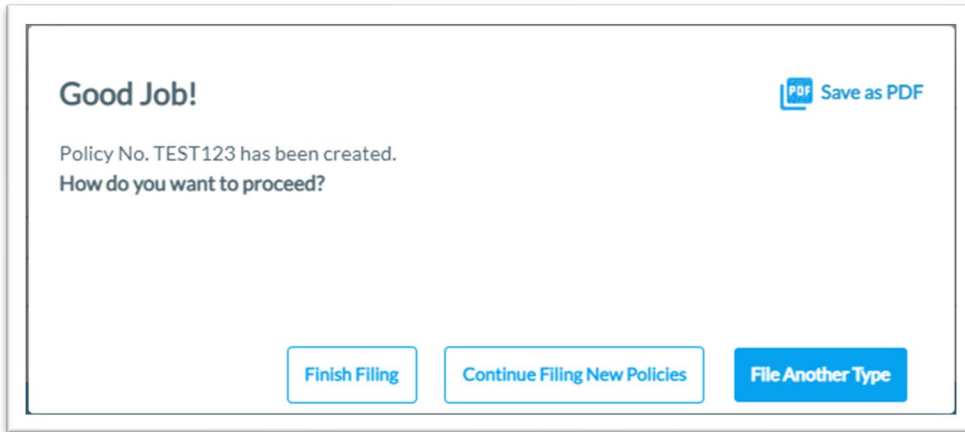 Good Job!
PDF Save as PDF
Policy No. TEST123 has been created.
How do you want to proceed?
Finish Filing
Continue Filing New Policies
File Another Type